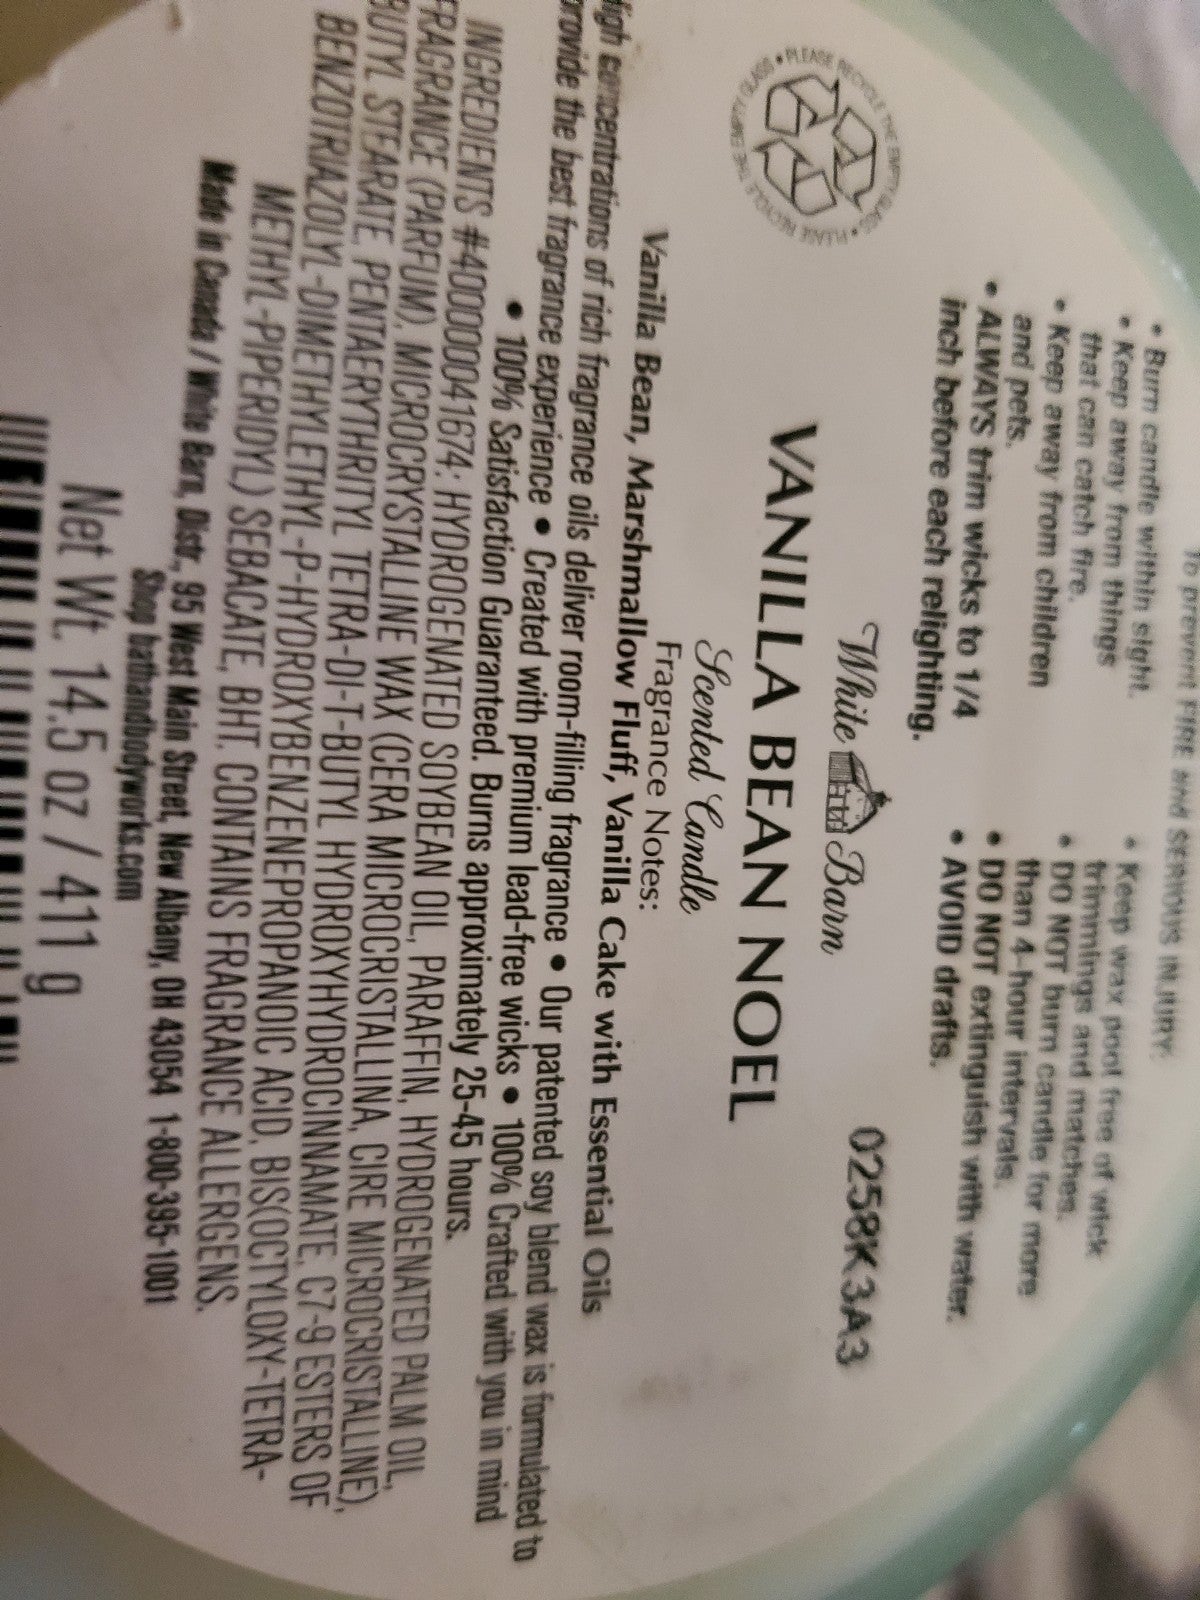 To prevent FIRE and SERIOUS INJURY:
• Burn candle within sight.
• Keep away from things
that can catch fire.
• Keep away from children
and pets.
• ALWAYS trim wicks to 1/4
inch before each relighting.
• Keep wax pool free of wick
trimmings and matches.
• DO NOT burn candle for more
than 4-hour intervals.
• DO NOT extinguish with water.
• AVOID drafts.
PLEASE RECYCLE THE EMPTY GLASS • PLEASE RECYCLE THE EMPTY GLASS •
White Barn
0258K3A3
VANILLA BEAN NOEL
Scented Candle
Fragrance Notes:
Vanilla Bean, Marshmallow Fluff, Vanilla Cake with Essential Oils
High concentrations of rich fragrance oils deliver room-filling fragrance • Our patented soy blend wax is formulated to
provide the best fragrance experience • Created with premium lead-free wicks • 100% Crafted with you in mind
• 100% Satisfaction Guaranteed. Burns approximately 25-45 hours.
INGREDIENTS #40000041674: HYDROGENATED SOYBEAN OIL, PARAFFIN, HYDROGENATED PALM OIL,
FRAGRANCE (PARFUM), MICROCRYSTALLINE WAX (CERA MICROCRISTALLINA, CIRE MICROCRISTALLINE),
BUTYL STEARATE, PENTAERYTHRITYL TETRA-DI-T-BUTYL HYDROXYHYDROCINNAMATE, C7-9 ESTERS OF
BENZOTRIAZOLYL-DIMETHYLETHYL-P-HYDROXYBENZENEPROPANOIC ACID, BIS(OCTYLOXY-TETRA-
METHYL-PIPERIDYL) SEBACATE, BHT. CONTAINS FRAGRANCE ALLERGENS.
Made in Canada / White Barn, Distr., 95 West Main Street, New Albany, OH 43054 1-800-395-1001
Shop bathandbodyworks.com
Net Wt. 14.5 oz / 411 g